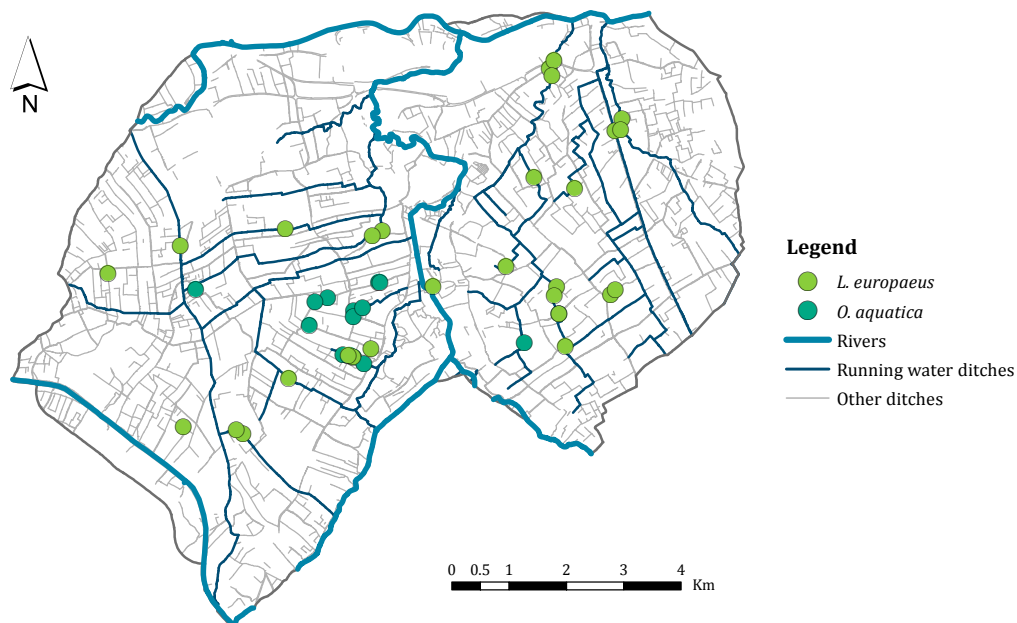 N
Legend
L. europaeus
O. aquatica
Rivers
Running water ditches
Other ditches
0 0.5 1 2 3 4
Km